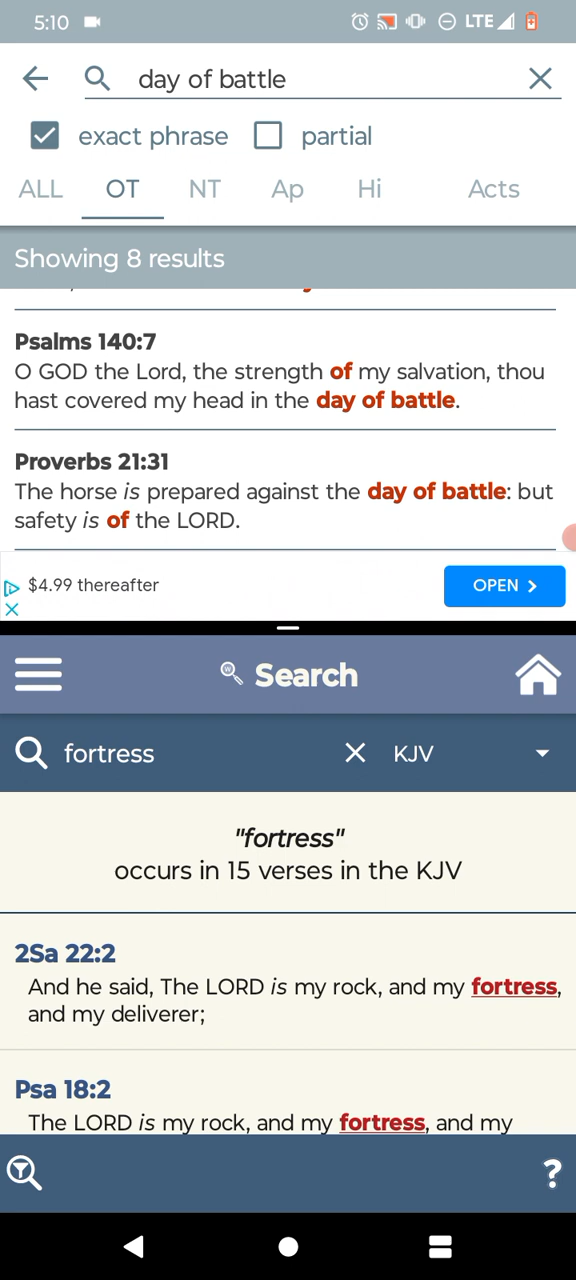 5:10 LTE
day of battle
exact phrase partial
ALL OT NT Ap Hi Acts
Showing 8 results
Psalms 140:7
O GOD the Lord, the strength of my salvation, thou
hast covered my head in the day of battle.
Proverbs 21:31
The horse is prepared against the day of battle: but
safety is of the LORD.
$4.99 thereafter OPEN
Search
fortress KJV
"fortress"
occurs in 15 verses in the KJV
2Sa 22:2
And he said, The LORD is my rock, and my fortress,
and my deliverer;
Psa 18:2
The LORD is my rock, and my fortress, and my
?